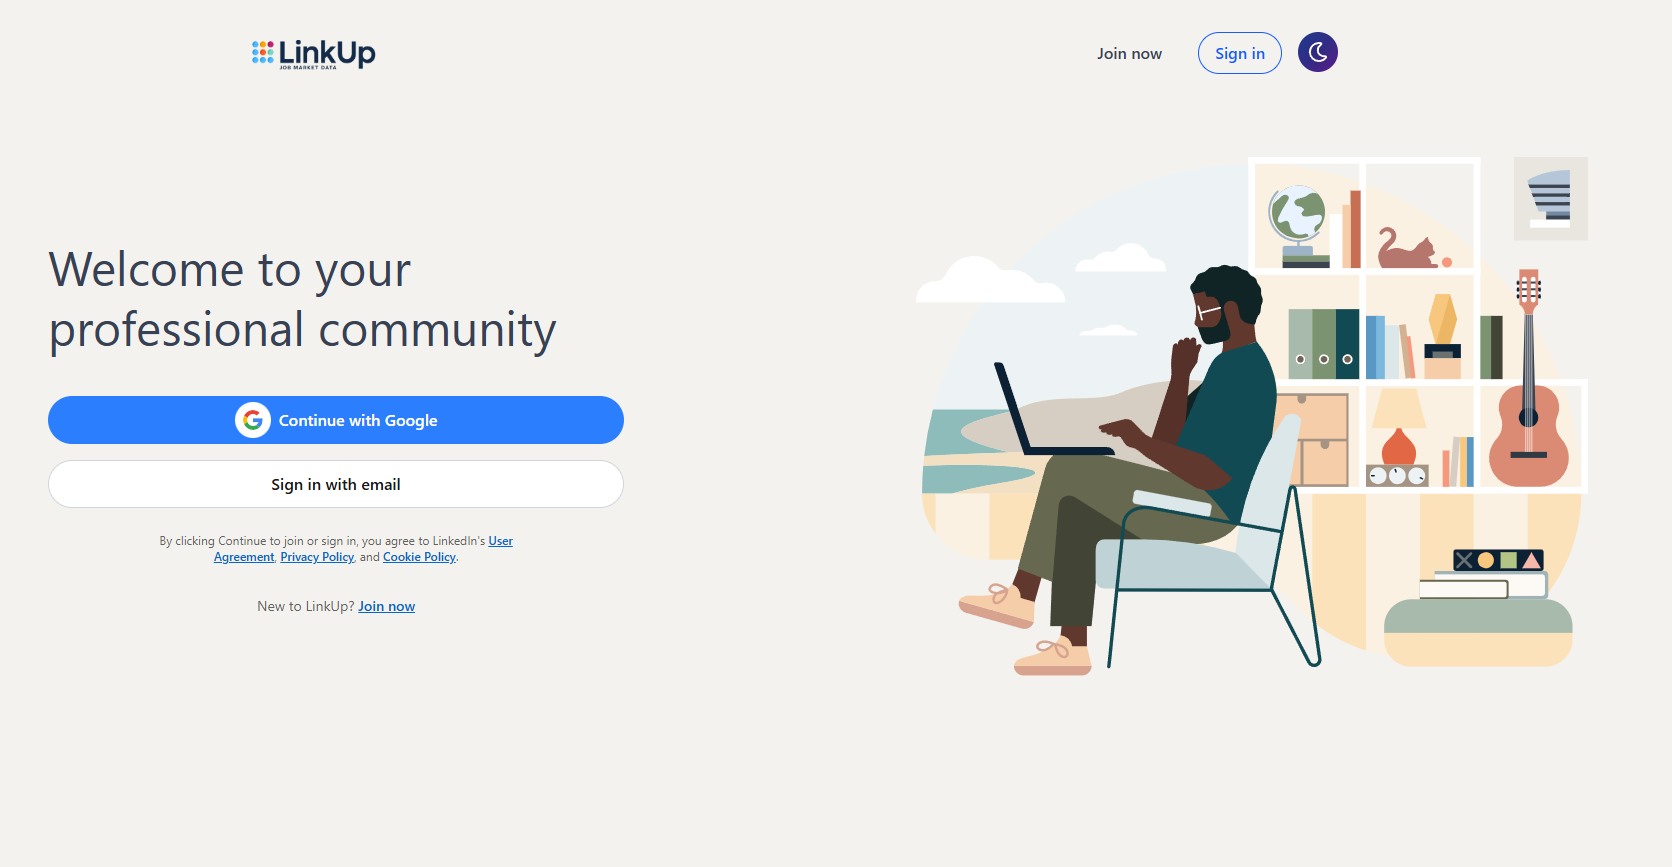 LinkUp
JOB MARKET DATA
Join now
Sign in
Welcome to your
professional community
Continue with Google
Sign in with email
By clicking Continue to join or sign in, you agree to LinkedIn's User
Agreement, Privacy Policy, and Cookie Policy.
New to LinkUp? Join now